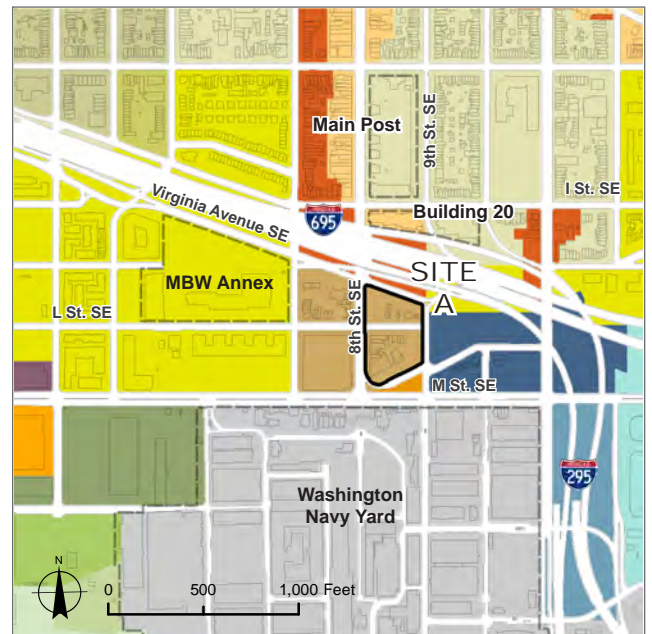 Main Post
9th St. SE
I St. SE
Virginia Avenue SE
695
Building 20
MBW Annex
8th St. SE
SITE
A
L St. SE
M St. SE
295
Washington
Navy Yard
N
0 500 1,000 Feet